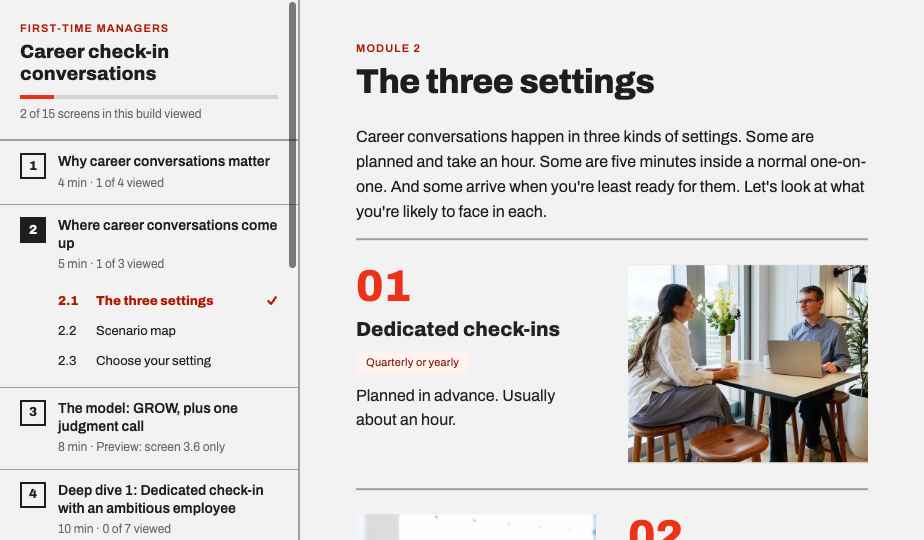 FIRST-TIME MANAGERS
Career check-in
conversations
2 of 15 screens in this build viewed
1
Why career conversations matter
4 min · 1 of 4 viewed
2
Where career conversations come
up
5 min · 1 of 3 viewed
2.1 The three settings
2.2 Scenario map
2.3 Choose your setting
3
The model: GROW, plus one
judgment call
8 min · Preview: screen 3.6 only
4
Deep dive 1: Dedicated check-in
with an ambitious employee
10 min · 0 of 7 viewed
MODULE 2
The three settings
Career conversations happen in three kinds of settings. Some are
planned and take an hour. Some are five minutes inside a normal one-on-
one. And some arrive when you're least ready for them. Let's look at what
you're likely to face in each.
01
Dedicated check-ins
Quarterly or yearly
Planned in advance. Usually
about an hour.
02